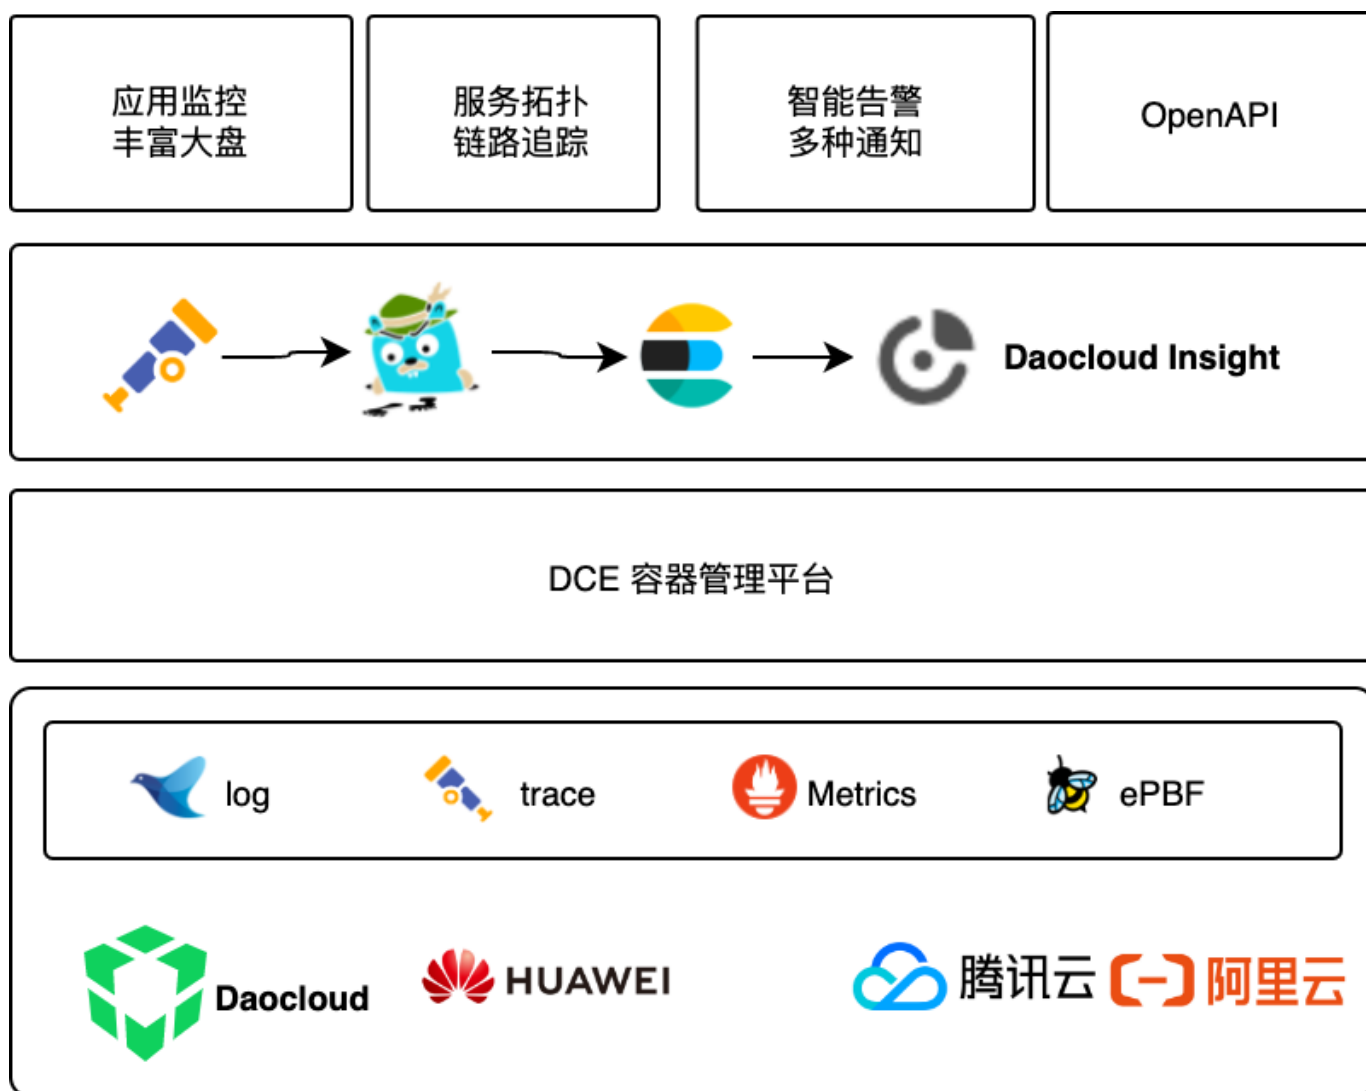 应用监控
丰富大盘
服务拓扑
链路追踪
智能告警
多种通知
OpenAPI
Daocloud Insight
DCE 容器管理平台
log
trace
Metrics
ePBF
Daocloud
HUAWEI
腾讯云
阿里云